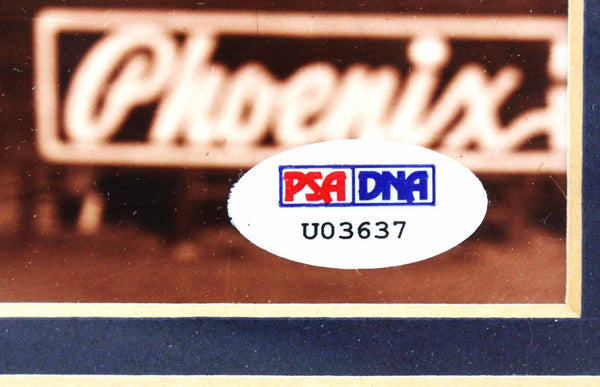 Phoenix
PSA DNA
U03637